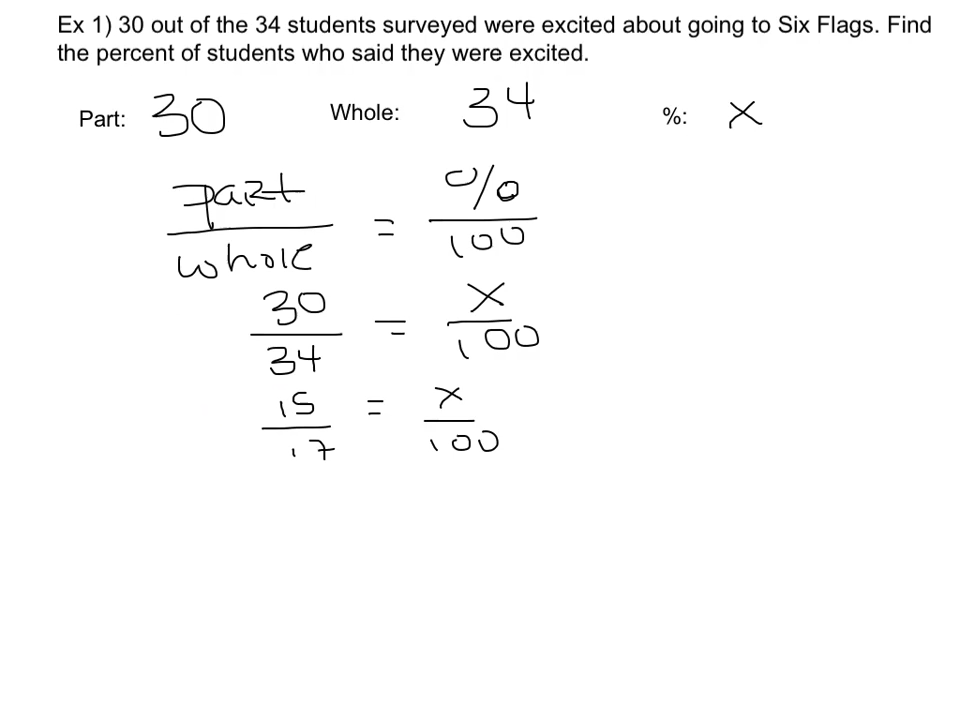 Ex 1) 30 out of the 34 students surveyed were excited about going to Six Flags. Find
the percent of students who said they were excited.
Part: 30 Whole: 34 %: x
part/whole = %/100
30/34 = x/100
15/17 = x/100